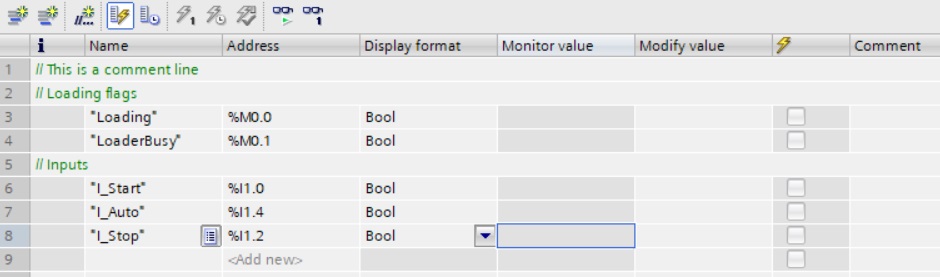 //...
1
1
i Name Address Display format Monitor value Modify value Comment
1 // This is a comment line
2 // Loading flags
3 "Loading" %M0.0 Bool
4 "LoaderBusy" %M0.1 Bool
5 // Inputs
6 "I_Start" %I1.0 Bool
7 "I_Auto" %I1.4 Bool
8 "I_Stop" %I1.2 Bool
9 <Add new>